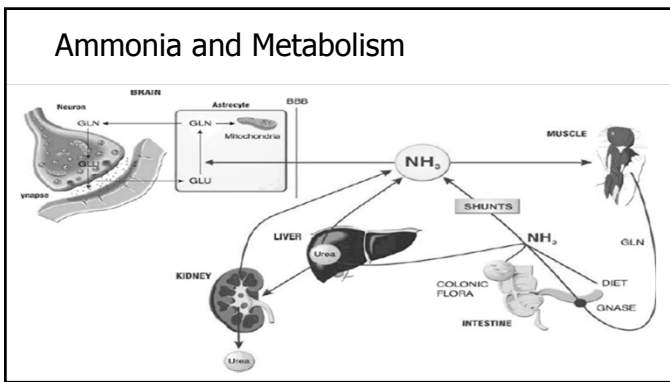 Ammonia and Metabolism
BRAIN
Neuron
Astrocyte
BBB
GLN
GLN
Mitochondria
GLU
GLU
ynapse
NH₃
MUSCLE
SHUNTS
LIVER
Urea
NH₃
GLN
KIDNEY
COLONIC
FLORA
DIET
GNASE
INTESTINE
Urea